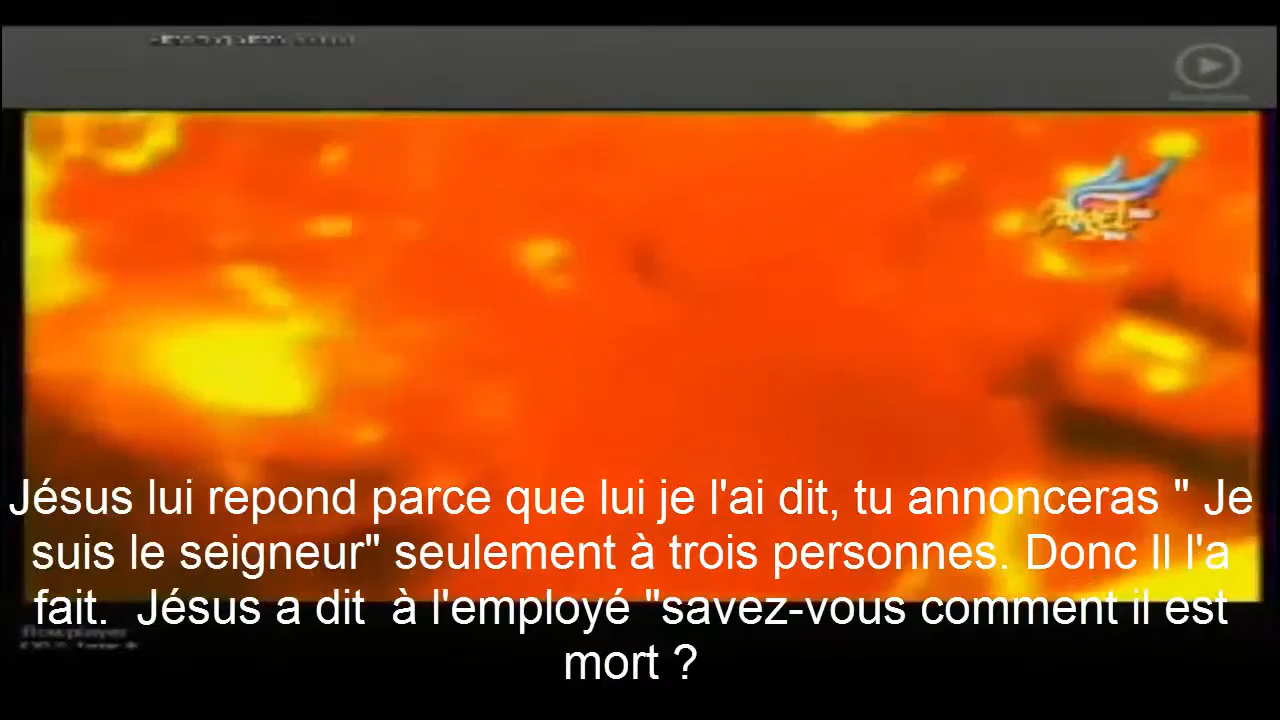 Angel
Jésus lui repond parce que lui je l'ai dit, tu annonceras " Je
suis le seigneur" seulement à trois personnes. Donc Il l'a
fait.  Jésus a dit  à l'employé "savez-vous comment il est
mort ?